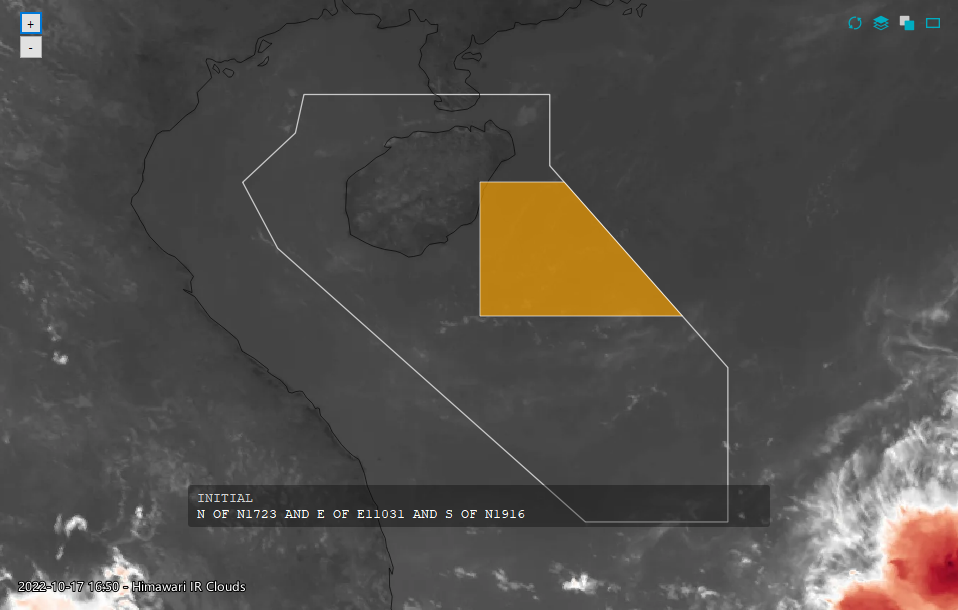 +
-
INITIAL
N OF N1723 AND E OF E11031 AND S OF N1916
2022-10-17 16:50 - Himawari IR Clouds